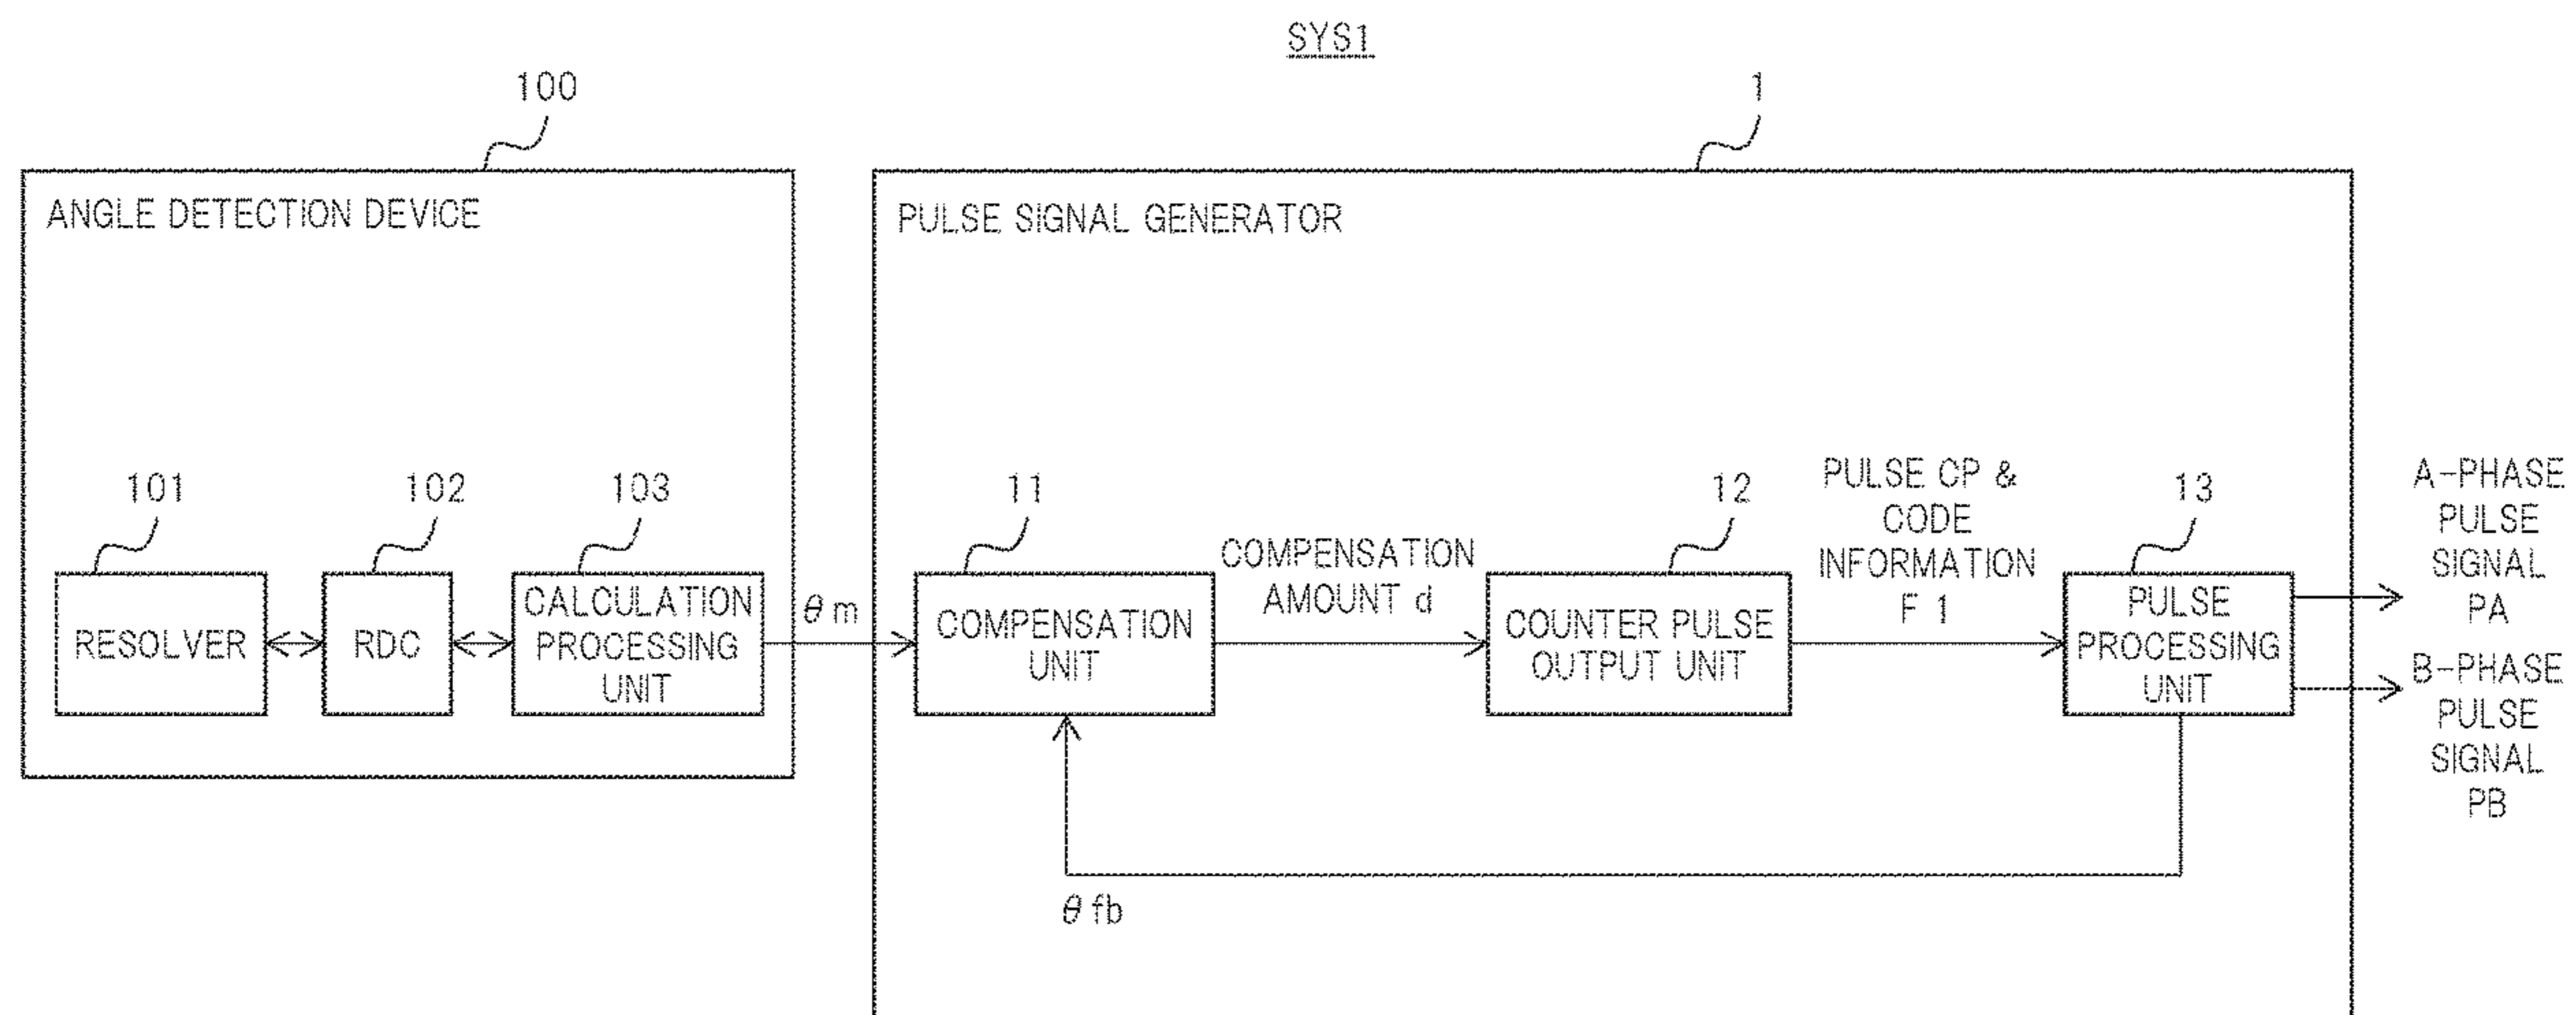 SYS1
100
1
ANGLE DETECTION DEVICE
PULSE SIGNAL GENERATOR
101
102
103
11
12
13
RESOLVER
RDC
CALCULATION
PROCESSING
UNIT
θm
COMPENSATION
UNIT
COMPENSATION
AMOUNT d
COUNTER PULSE
OUTPUT UNIT
PULSE CP &
CODE
INFORMATION
F 1
PULSE
PROCESSING
UNIT
A-PHASE
PULSE
SIGNAL
PA
B-PHASE
PULSE
SIGNAL
PB
θfb